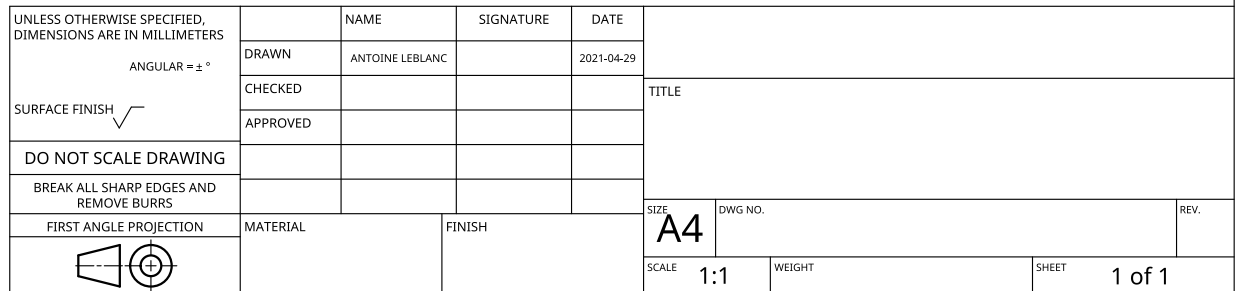 UNLESS OTHERWISE SPECIFIED,
DIMENSIONS ARE IN MILLIMETERS
ANGULAR = ± °
SURFACE FINISH
DO NOT SCALE DRAWING
BREAK ALL SHARP EDGES AND
REMOVE BURRS
FIRST ANGLE PROJECTION
NAME SIGNATURE DATE
DRAWN ANTOINE LEBLANC 2021-04-29
CHECKED
APPROVED
MATERIAL FINISH
TITLE
SIZE DWG NO. REV.
A4
SCALE 1:1 WEIGHT SHEET 1 of 1